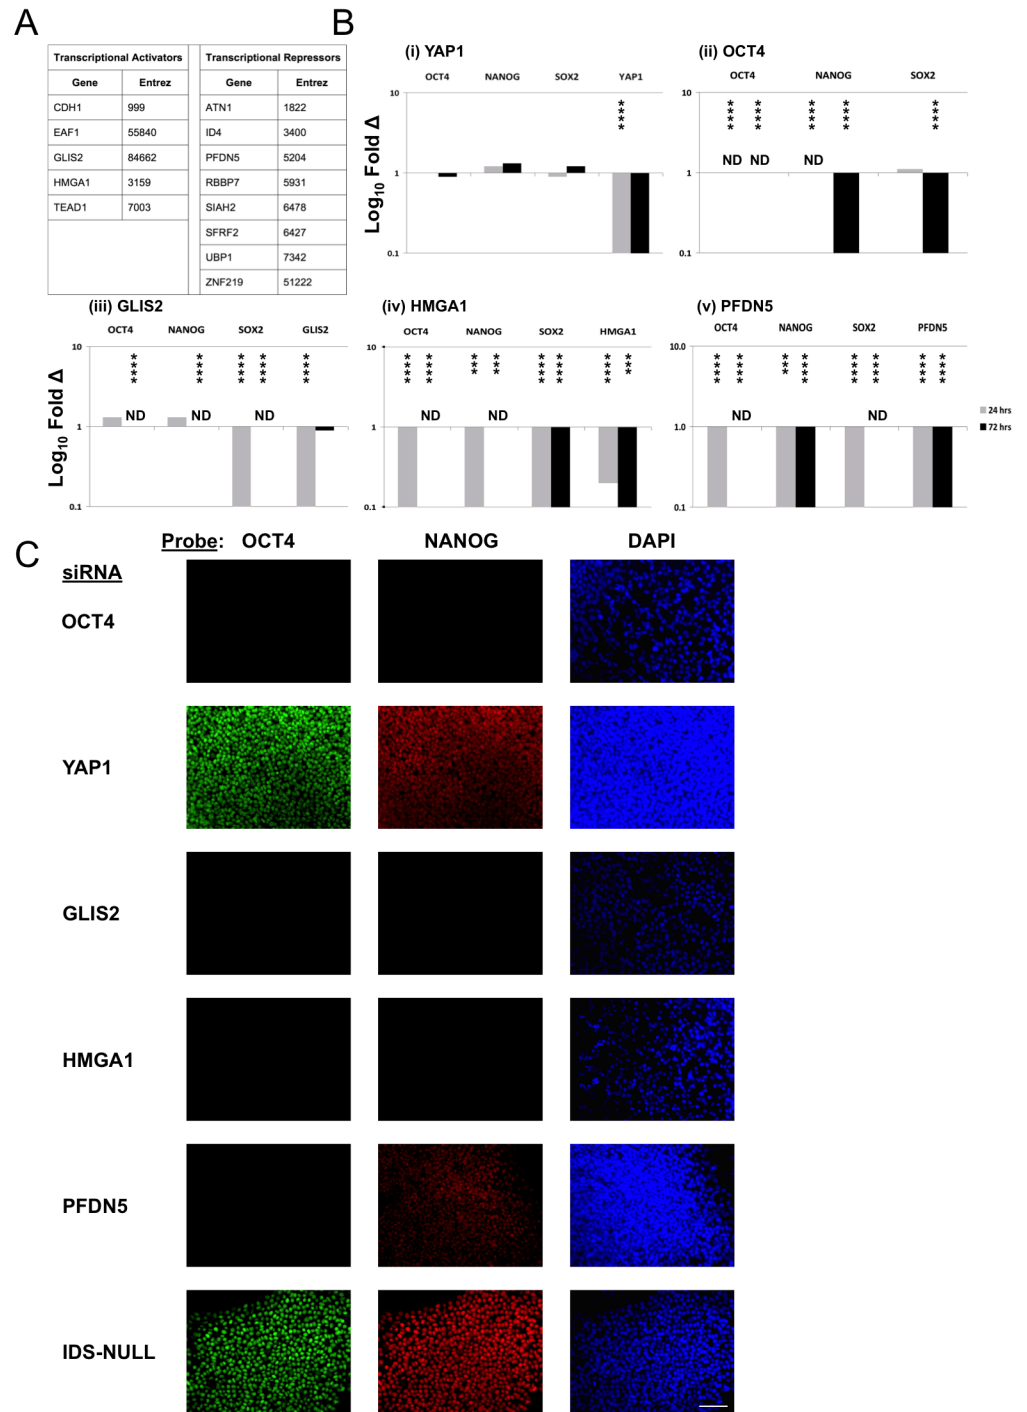 A
B
Transcriptional Activators Transcriptional Repressors
Gene Entrez Gene Entrez
CDH1 999 ATN1 1822
EAF1 55840 ID4 3400
GLIS2 84662 PFDN5 5204
HMGA1 3159 RBBP7 5931
TEAD1 7003 SIAH2 6478
SFRF2 6427
UBP1 7342
ZNF219 51222
(i) YAP1
OCT4 NANOG SOX2 YAP1
Log10 Fold Δ
10
1
0.1
****
(ii) OCT4
OCT4 NANOG SOX2
10
1
0.1
**** **** **** **** ****
ND ND ND
(iii) GLIS2
OCT4 NANOG SOX2 GLIS2
Log10 Fold Δ
10
1
0.1
**** **** **** **** ****
ND ND ND
(iv) HMGA1
OCT4 NANOG SOX2 HMGA1
10
1
0.1
**** **** *** *** **** **** **** ***
ND ND
(v) PFDN5
OCT4 NANOG SOX2 PFDN5
10.0
1.0
0.1
**** **** *** **** **** **** **** ****
ND ND
24 hrs
72 hrs
C
Probe: OCT4 NANOG DAPI
siRNA
OCT4
YAP1
GLIS2
HMGA1
PFDN5
IDS-NULL